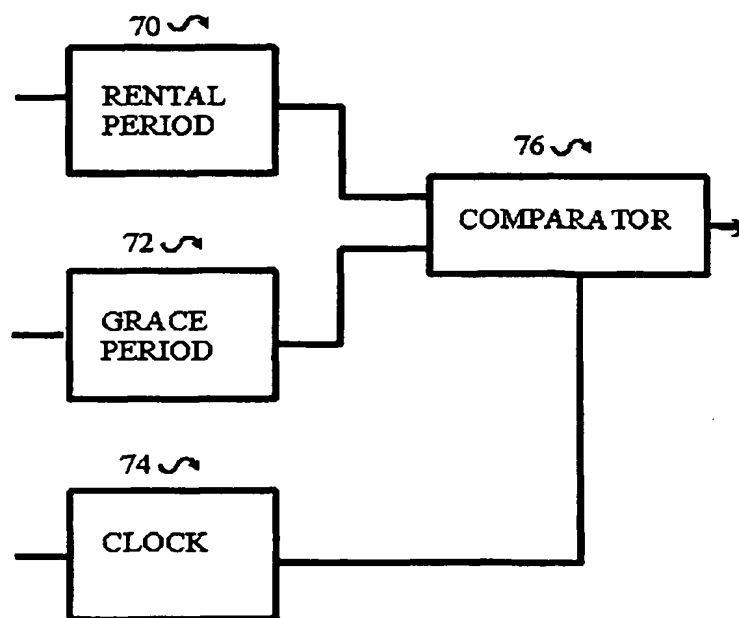 70
RENTAL
PERIOD
76
COMPARATOR
72
GRACE
PERIOD
74
CLOCK